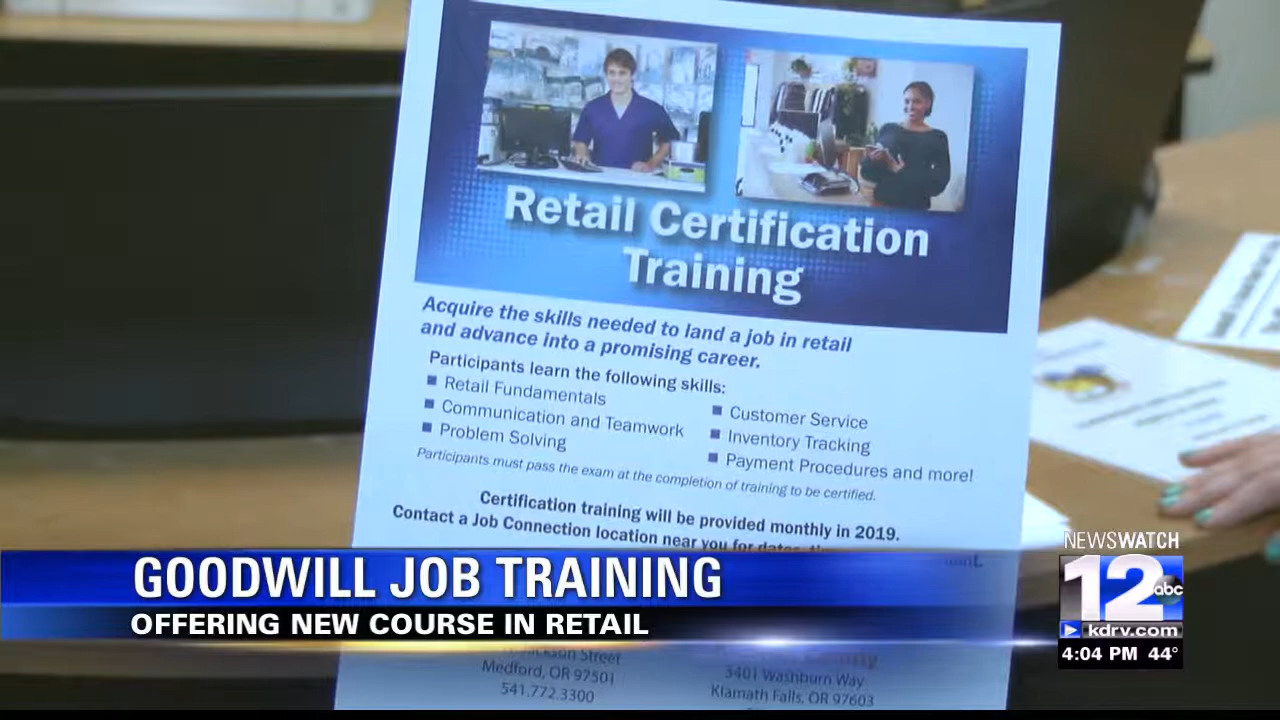 Retail Certification
Training
Acquire the skills needed to land a job in retail
and advance into a promising career.
Participants learn the following skills:
■ Retail Fundamentals
■ Communication and Teamwork
■ Problem Solving
■ Customer Service
■ Inventory Tracking
■ Payment Procedures and more!
Participants must pass the exam at the completion of training to be certified.
Certification training will be provided monthly in 2019.
Contact a Job Connection location near you for dates,
GOODWILL JOB TRAINING
OFFERING NEW COURSE IN RETAIL
Jackson Street
Medford, OR 97501
541.772.3300
3401 Washburn Way
Klamath Falls, OR 97603
NEWSWATCH
12 abc
kdrv.com
4:04 PM 44°